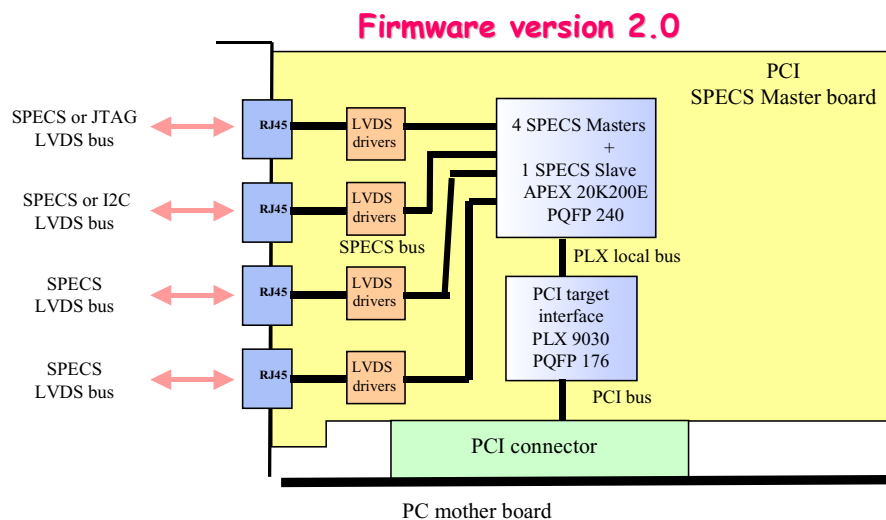 Firmware version 2.0
PCI
SPECS Master board
SPECS or JTAG
LVDS bus
RJ45
LVDS
drivers
4 SPECS Masters
+
1 SPECS Slave
APEX 20K200E
PQFP 240
SPECS or I2C
LVDS bus
RJ45
LVDS
drivers
SPECS bus
PLX local bus
SPECS
LVDS bus
RJ45
LVDS
drivers
PCI target
interface
PLX 9030
PQFP 176
SPECS
LVDS bus
RJ45
LVDS
drivers
PCI bus
PCI connector
PC mother board